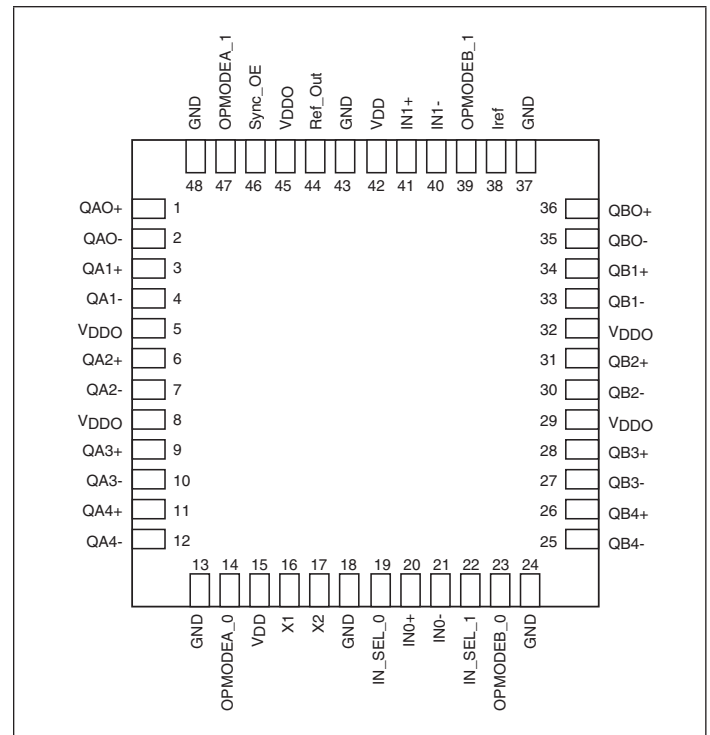 GND OPMODEA_1 Sync_OE VDDO Ref_Out GND VDD IN1+ IN1- OPMODEB_1 Iref GND
48 47 46 45 44 43 42 41 40 39 38 37
QAO+ 1 36 QBO+
QAO- 2 35 QBO-
QA1+ 3 34 QB1+
QA1- 4 33 QB1-
VDDO 5 32 VDDO
QA2+ 6 31 QB2+
QA2- 7 30 QB2-
VDDO 8 29 VDDO
QA3+ 9 28 QB3+
QA3- 10 27 QB3-
QA4+ 11 26 QB4+
QA4- 12 25 QB4-
13 14 15 16 17 18 19 20 21 22 23 24
GND OPMODEA_0 VDD X1 X2 GND IN_SEL_0 IN0+ IN0- IN_SEL_1 OPMODEB_0 GND